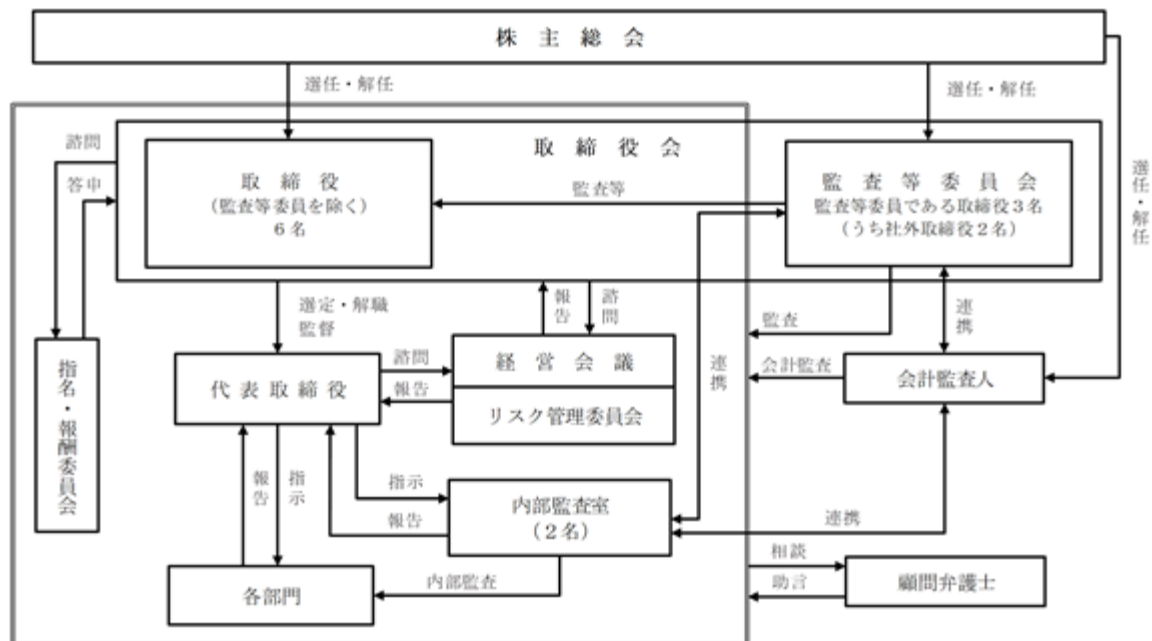 株主総会
選任・解任
選任・解任
選任・解任
諮問
答申
取締役会
取締役
（監査等委員を除く）
６名
監査等
監査等委員会
監査等委員である取締役３名
（うち社外取締役２名）
選定・解職
監督
報告
諮問
監査
連携
連携
指名・報酬委員会
代表取締役
諮問
報告
経営会議
リスク管理委員会
会計監査
会計監査人
報告
指示
指示
報告
内部監査室
（２名）
連携
各部門
内部監査
相談
助言
顧問弁護士